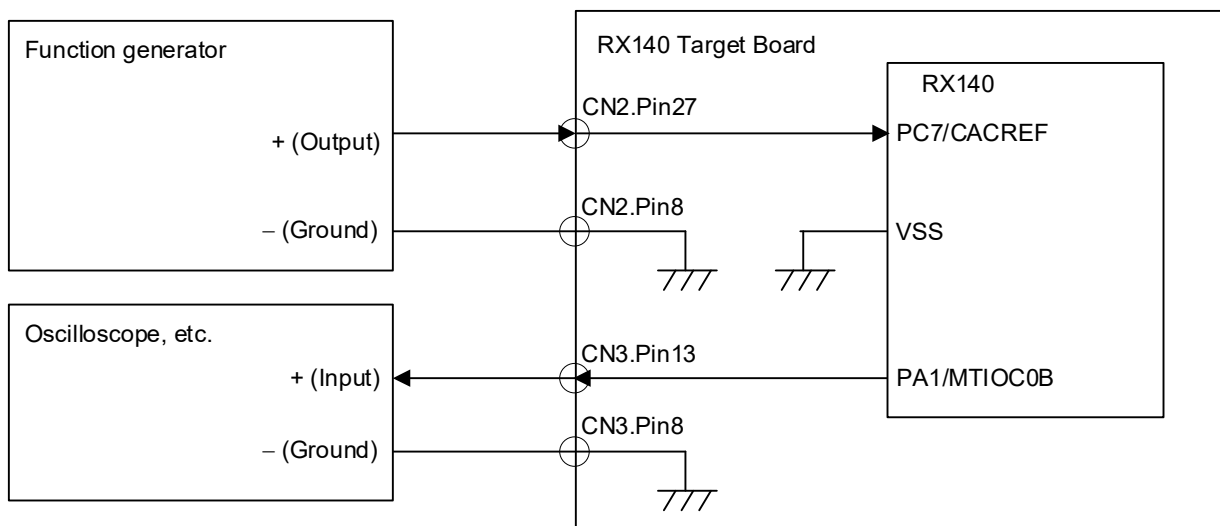 Function generator
+ (Output)
− (Ground)
Oscilloscope, etc.
+ (Input)
− (Ground)
RX140 Target Board
CN2.Pin27
CN2.Pin8
CN3.Pin13
CN3.Pin8
RX140
PC7/CACREF
VSS
PA1/MTIOC0B